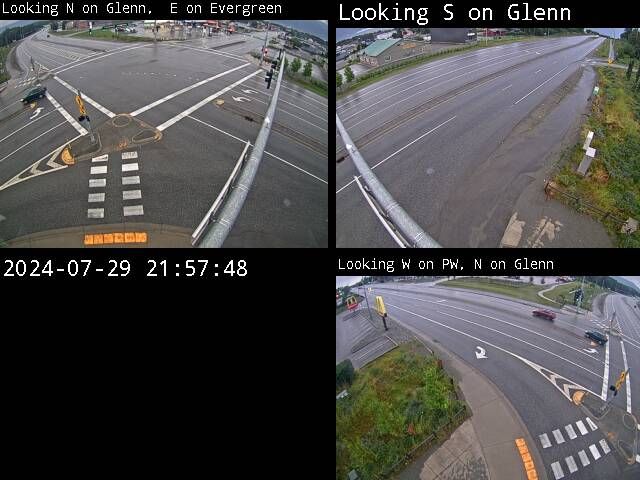 Looking N on Glenn, E on Evergreen
Looking S on Glenn
2024-07-29 21:57:48
Looking W on PW, N on Glenn